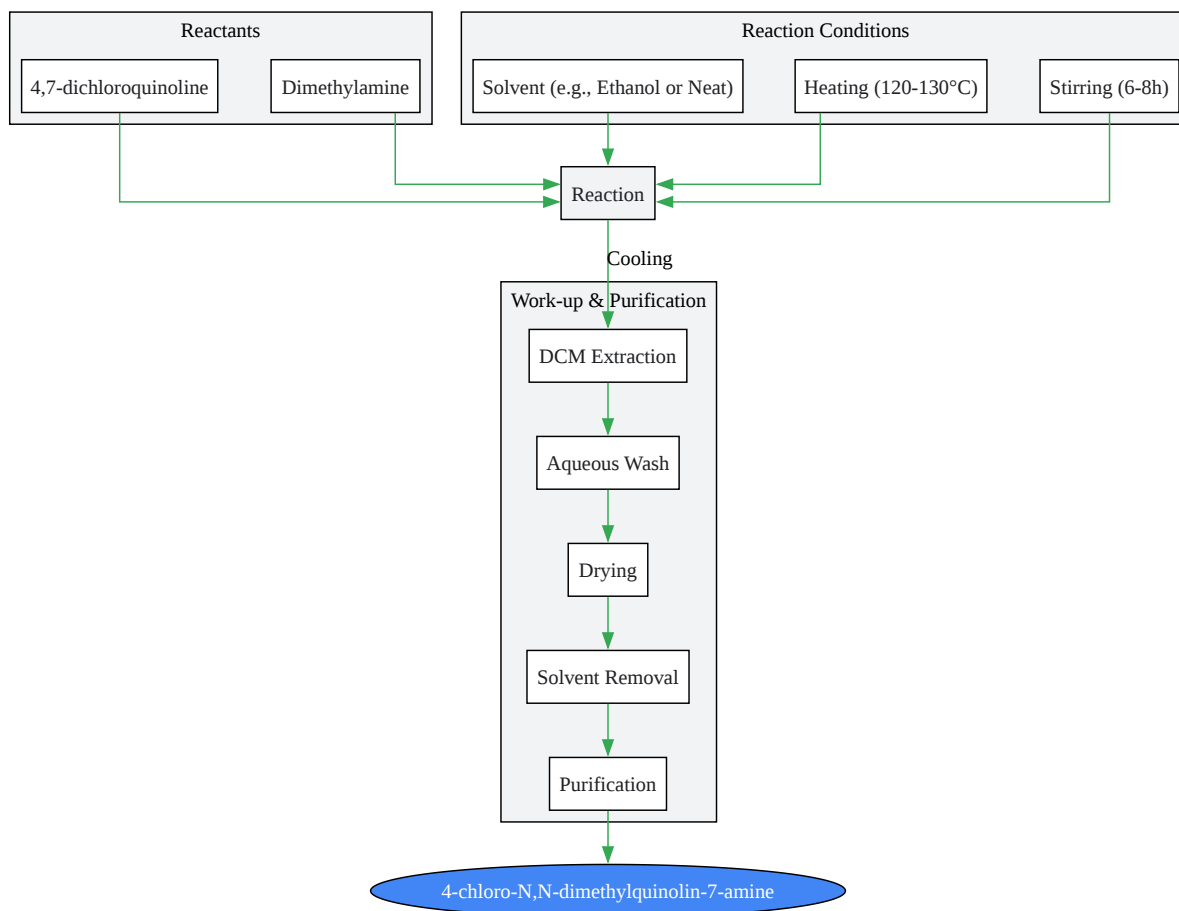 Reactants
Reaction Conditions
4,7-dichloroquinoline
Dimethylamine
Solvent (e.g., Ethanol or Neat)
Heating (120-130°C)
Stirring (6-8h)
Reaction
Cooling
Work-up & Purification
DCM Extraction
Aqueous Wash
Drying
Solvent Removal
Purification
4-chloro-N,N-dimethylquinolin-7-amine